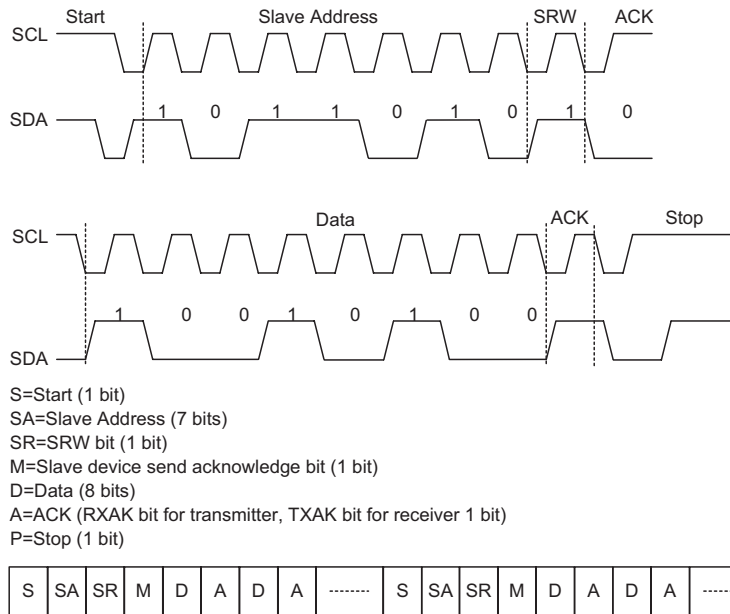 Start Slave Address SRW ACK
SCL
1 0 1 1 0 1 0 1 0
SDA
Data ACK Stop
SCL
1 0 0 1 0 1 0 0
SDA
S=Start (1 bit)
SA=Slave Address (7 bits)
SR=SRW bit (1 bit)
M=Slave device send acknowledge bit (1 bit)
D=Data (8 bits)
A=ACK (RXAK bit for transmitter, TXAK bit for receiver 1 bit)
P=Stop (1 bit)
S SA SR M D A D A ........ S SA SR M D A D A .....